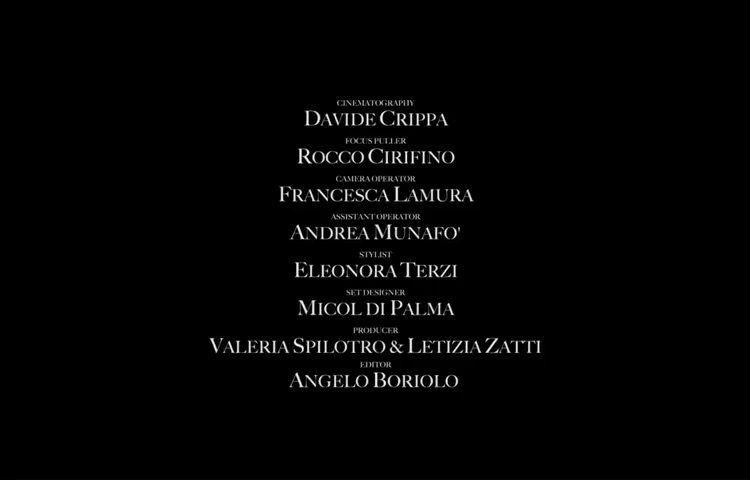 CINEMATOGRAPHY
DAVIDE CRIPPA
FOCUS PULLER
ROCCO CIRIFINO
CAMERA OPERATOR
FRANCESCA LAMURA
ASSISTANT OPERATOR
ANDREA MUNAFO'
STYLIST
ELEONORA TERZI
SET DESIGNER
MICOL DI PALMA
PRODUCER
VALERIA SPILOTRO & LETIZIA ZATTI
EDITOR
ANGELO BORIOLO